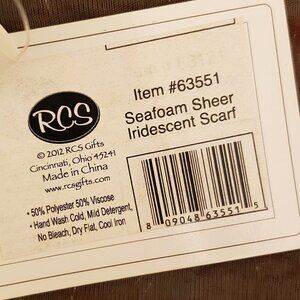 RCS
© 2012 RCS Gifts
Cincinnati, Ohio 45241
Made in China
www.rcsgifts.com
• 50% Polyester 50% Viscose
• Hand Wash Cold, Mild Detergent,
No Bleach, Dry Flat, Cool Iron
Item #63551
Seafoam Sheer
Iridescent Scarf
8 09048 63551 5